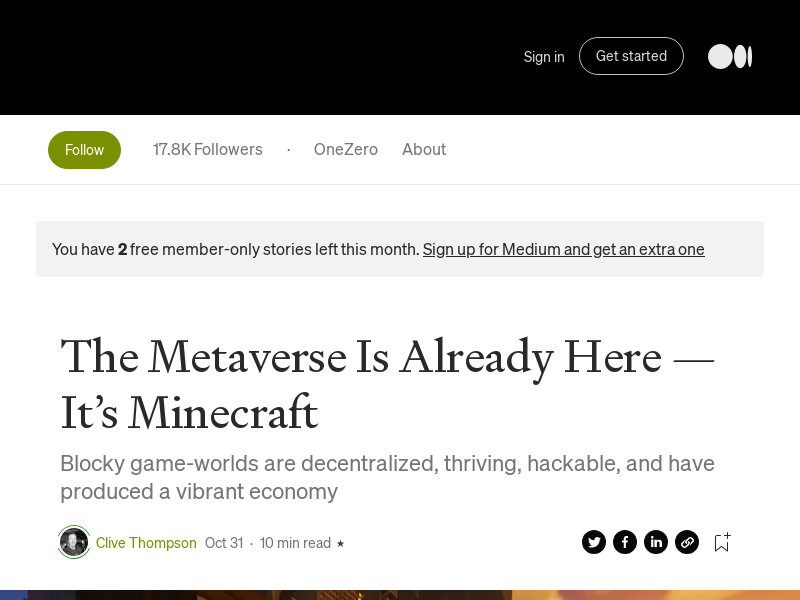 Sign in
Get started
Follow
17.8K Followers
·
OneZero
About
You have 2 free member-only stories left this month. Sign up for Medium and get an extra one
The Metaverse Is Already Here —
It’s Minecraft
Blocky game-worlds are decentralized, thriving, hackable, and have
produced a vibrant economy
Clive Thompson Oct 31 · 10 min read ★